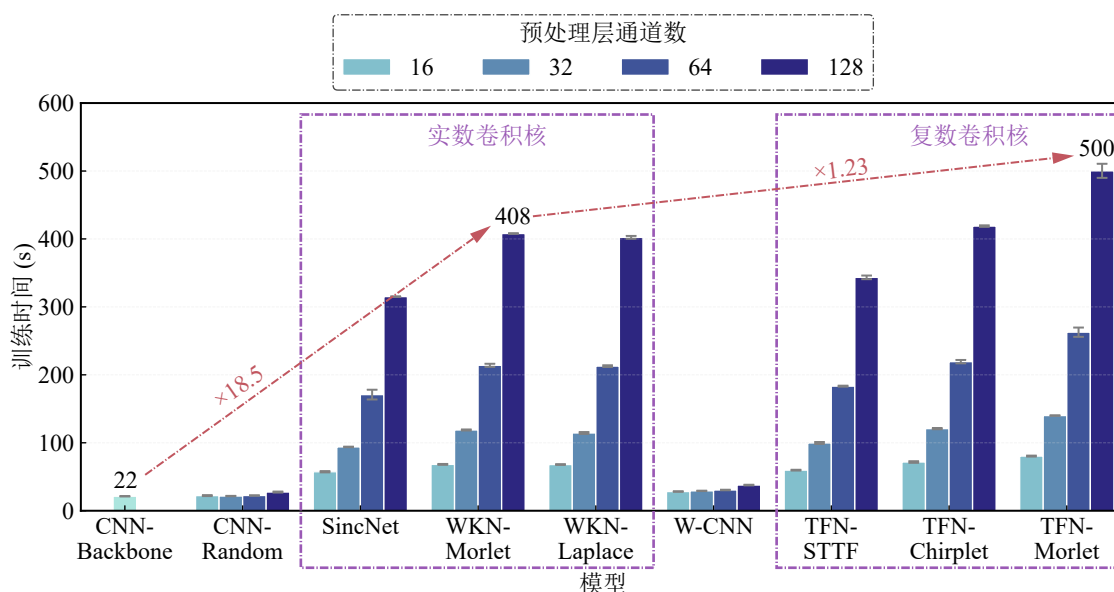 预处理层通道数
16 32 64 128
600
500
400
300
200
100
0
训练时间 (s)
实数卷积核
复数卷积核
22
×18.5
408
×1.23
500
CNN-
Backbone
CNN-
Random
SincNet
WKN-
Morlet
WKN-
Laplace
W-CNN
TFN-
STTF
TFN-
Chirplet
TFN-
Morlet
模型